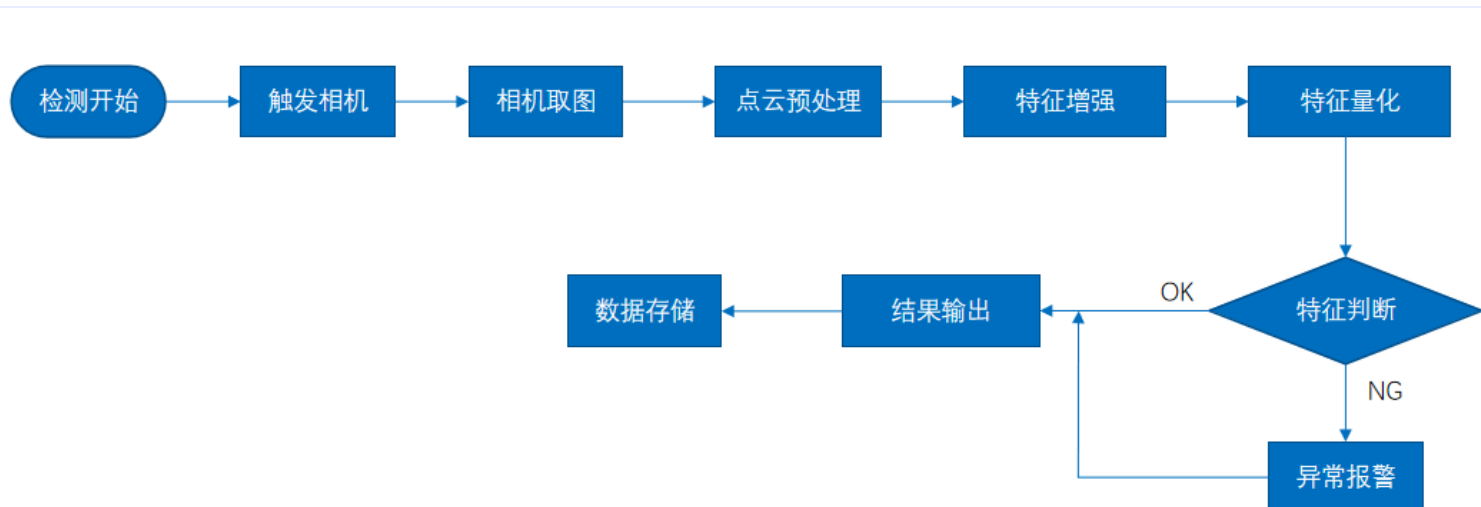 检测开始
触发相机
相机取图
点云预处理
特征增强
特征量化
数据存储
结果输出
OK
特征判断
NG
异常报警